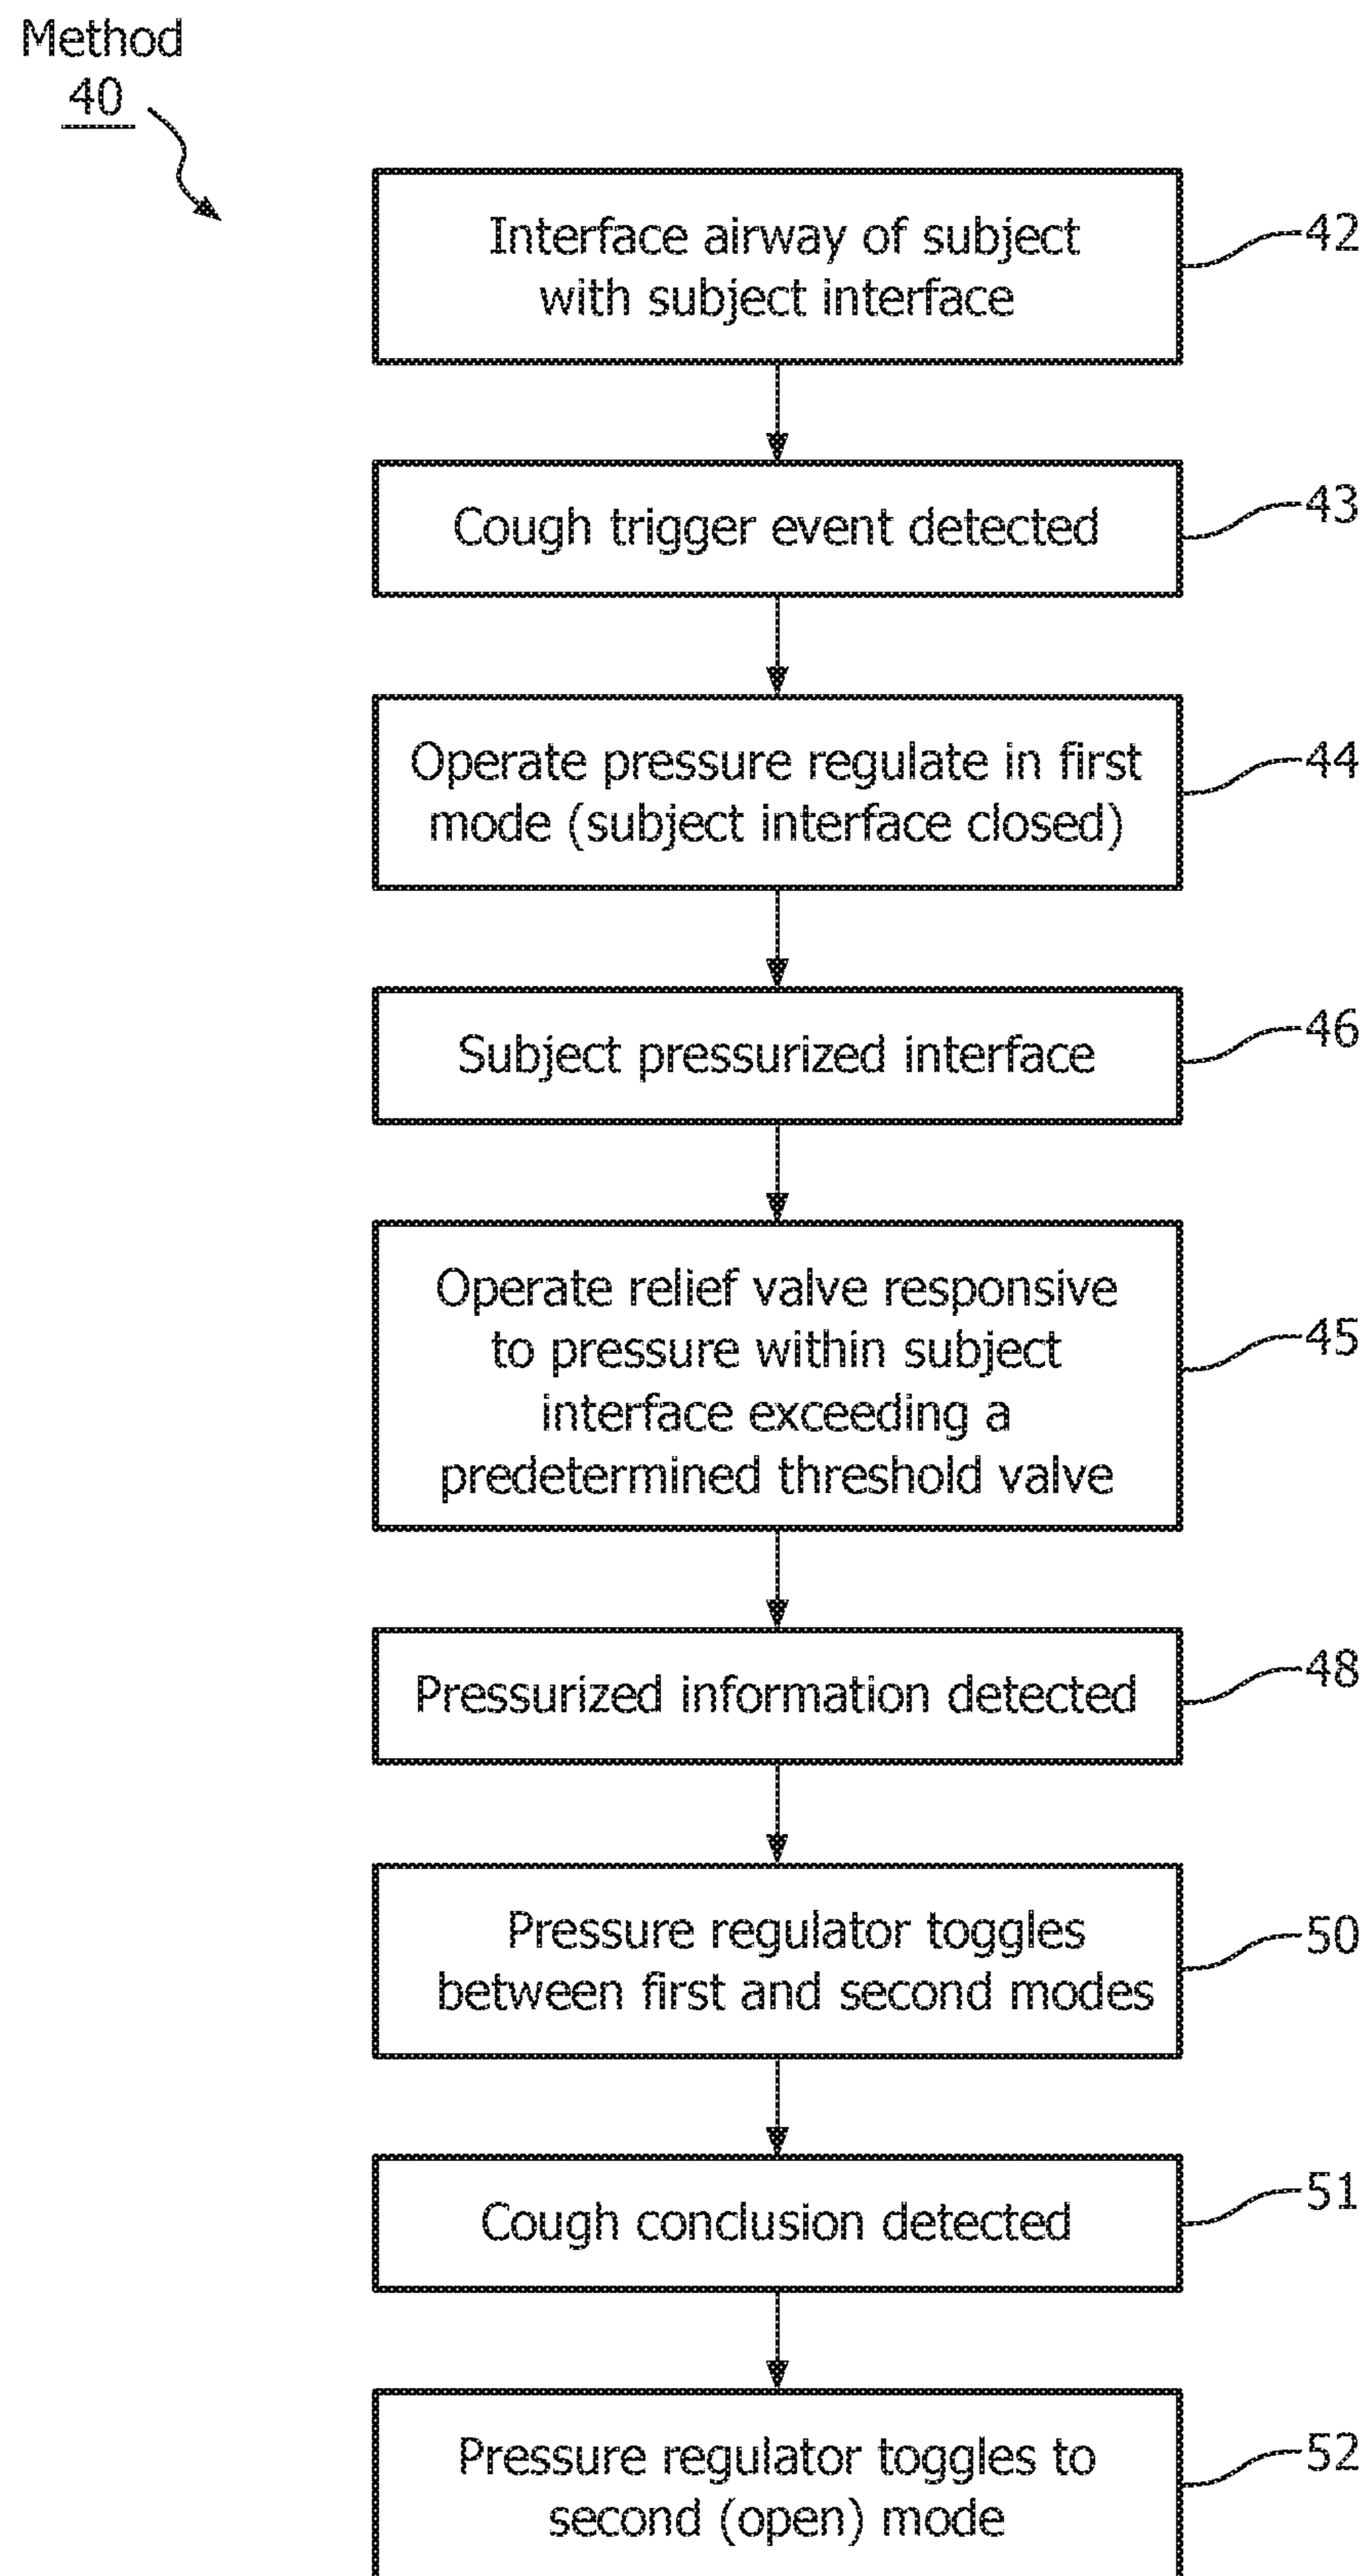 Method
40
Interface airway of subject
with subject interface
42
Cough trigger event detected
43
Operate pressure regulate in first
mode (subject interface closed)
44
Subject pressurized interface
46
Operate relief valve responsive
to pressure within subject
interface exceeding a
predetermined threshold valve
45
Pressurized information detected
48
Pressure regulator toggles
between first and second modes
50
Cough conclusion detected
51
Pressure regulator toggles to
second (open) mode
52